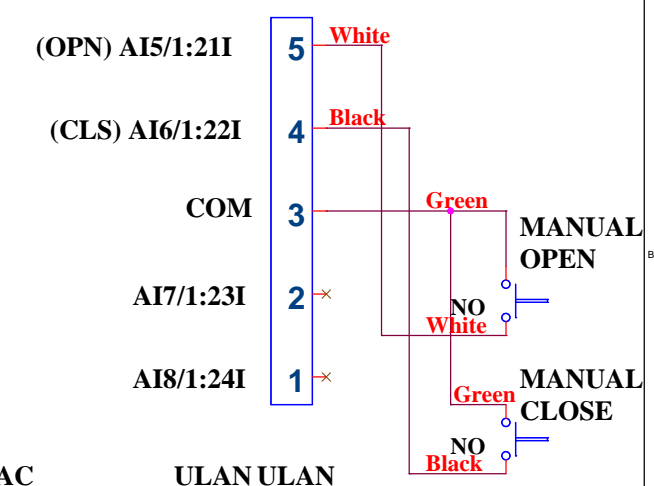 (OPN) AI5/1:21I 5 White
(CLS) AI6/1:22I 4 Black
COM 3 Green
MANUAL
OPEN
B
AI7/1:23I 2
NO
White
AI8/1:24I 1
MANUAL
CLOSE
Green
NO
Black
AC ULAN ULAN